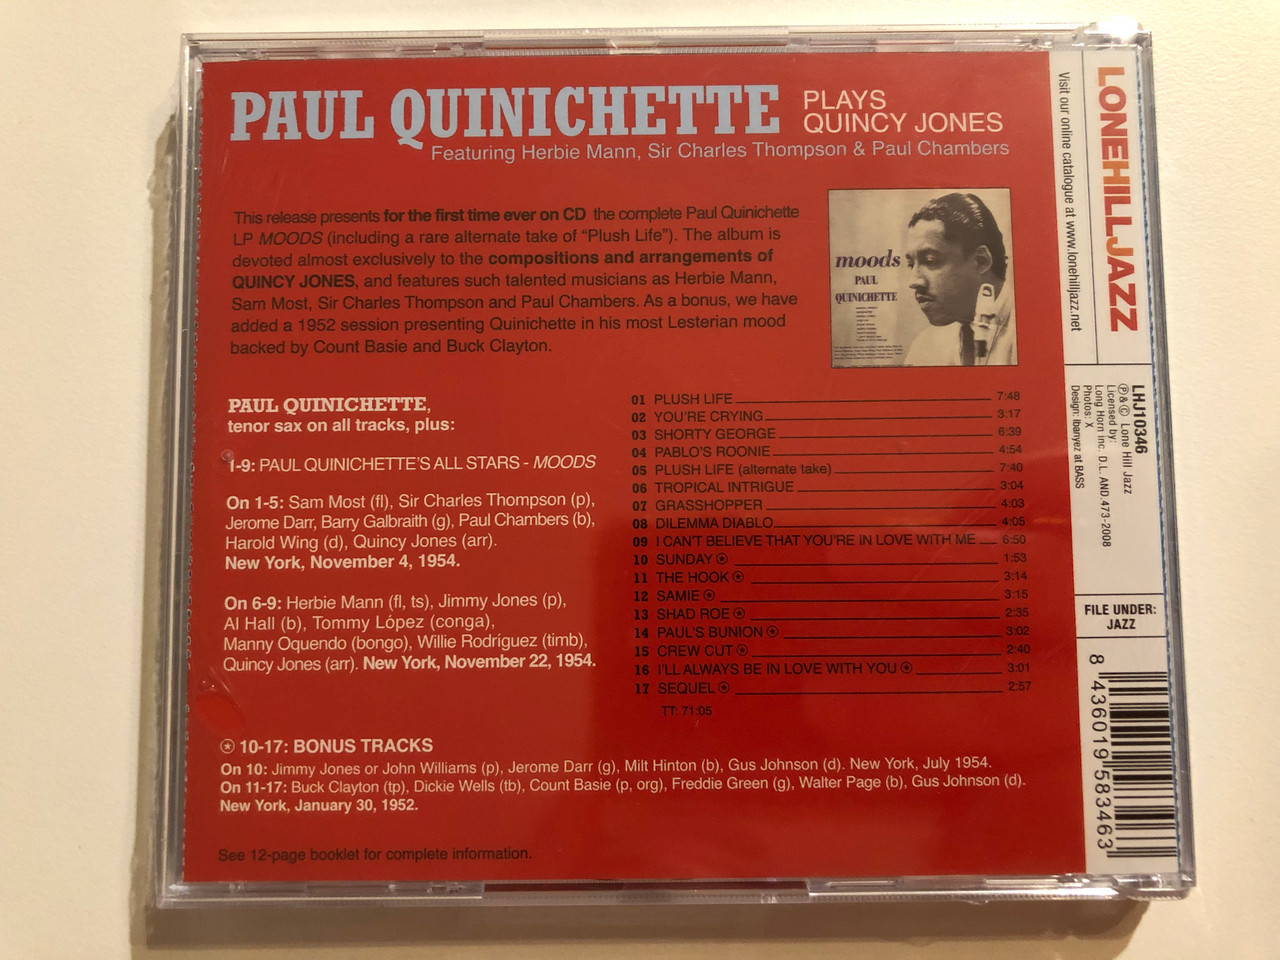 PAUL QUINICHETTE PLAYS QUINCY JONES
Featuring Herbie Mann, Sir Charles Thompson & Paul Chambers
This release presents for the first time ever on CD the complete Paul Quinichette
LP MOODS (including a rare alternate take of "Plush Life"). The album is
devoted almost exclusively to the compositions and arrangements of
QUINCY JONES, and features such talented musicians as Herbie Mann,
Sam Most, Sir Charles Thompson and Paul Chambers. As a bonus, we have
added a 1952 session presenting Quinichette in his most Lesterian mood
backed by Count Basie and Buck Clayton.
moods
PAUL
QUINICHETTE
PAUL QUINICHETTE,
tenor sax on all tracks, plus:
1-9: PAUL QUINICHETTE'S ALL STARS - MOODS
On 1-5: Sam Most (fl), Sir Charles Thompson (p),
Jerome Darr, Barry Galbraith (g), Paul Chambers (b),
Harold Wing (d), Quincy Jones (arr).
New York, November 4, 1954.
On 6-9: Herbie Mann (fl, ts), Jimmy Jones (p),
Al Hall (b), Tommy López (conga),
Manny Oquendo (bongo), Willie Rodríguez (timb),
Quincy Jones (arr). New York, November 22, 1954.
01 PLUSH LIFE 7:48
02 YOU'RE CRYING 3:17
03 SHORTY GEORGE 6:39
04 PABLO'S ROONIE 4:54
05 PLUSH LIFE (alternate take) 7:40
06 TROPICAL INTRIGUE 3:04
07 GRASSHOPPER 4:03
08 DILEMMA DIABLO 4:05
09 I CAN'T BELIEVE THAT YOU'RE IN LOVE WITH ME 6:50
10 SUNDAY ⍟ 1:53
11 THE HOOK ⍟ 3:14
12 SAMIE ⍟ 3:15
13 SHAD ROE ⍟ 2:35
14 PAUL'S BUNION ⍟ 3:02
15 CREW CUT ⍟ 2:40
16 I'LL ALWAYS BE IN LOVE WITH YOU ⍟ 3:01
17 SEQUEL ⍟ 2:57
TT: 71:05
⍟ 10-17: BONUS TRACKS
On 10: Jimmy Jones or John Williams (p), Jerome Darr (g), Milt Hinton (b), Gus Johnson (d). New York, July 1954.
On 11-17: Buck Clayton (tp), Dickie Wells (tb), Count Basie (p, org), Freddie Green (g), Walter Page (b), Gus Johnson (d).
New York, January 30, 1952.
See 12-page booklet for complete information.
LONEHILLJAZZ
Visit our online catalogue at www.lonehilljazz.net
LHJ10346
℗ & © Lone Hill Jazz
Licensed by:
Long Horn inc. D.L. AND.473-2008
Photos: X
Design: Ibanyez at BASS
FILE UNDER:
JAZZ
8 436019 583463